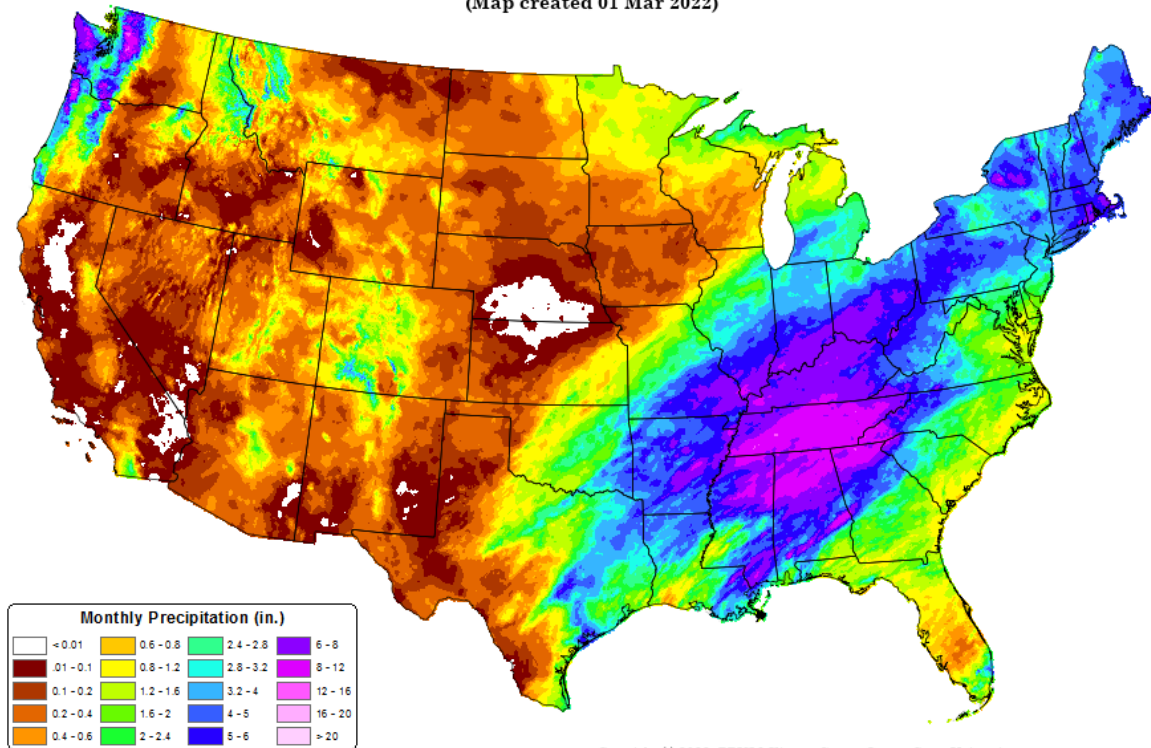 (Map created 01 Mar 2022)
Monthly Precipitation (in.)
< 0.01
.01 - 0.1
0.1 - 0.2
0.2 - 0.4
0.4 - 0.6
0.6 - 0.8
0.8 - 1.2
1.2 - 1.6
1.6 - 2
2 - 2.4
2.4 - 2.8
2.8 - 3.2
3.2 - 4
4 - 5
5 - 6
6 - 8
8 - 12
12 - 16
16 - 20
> 20